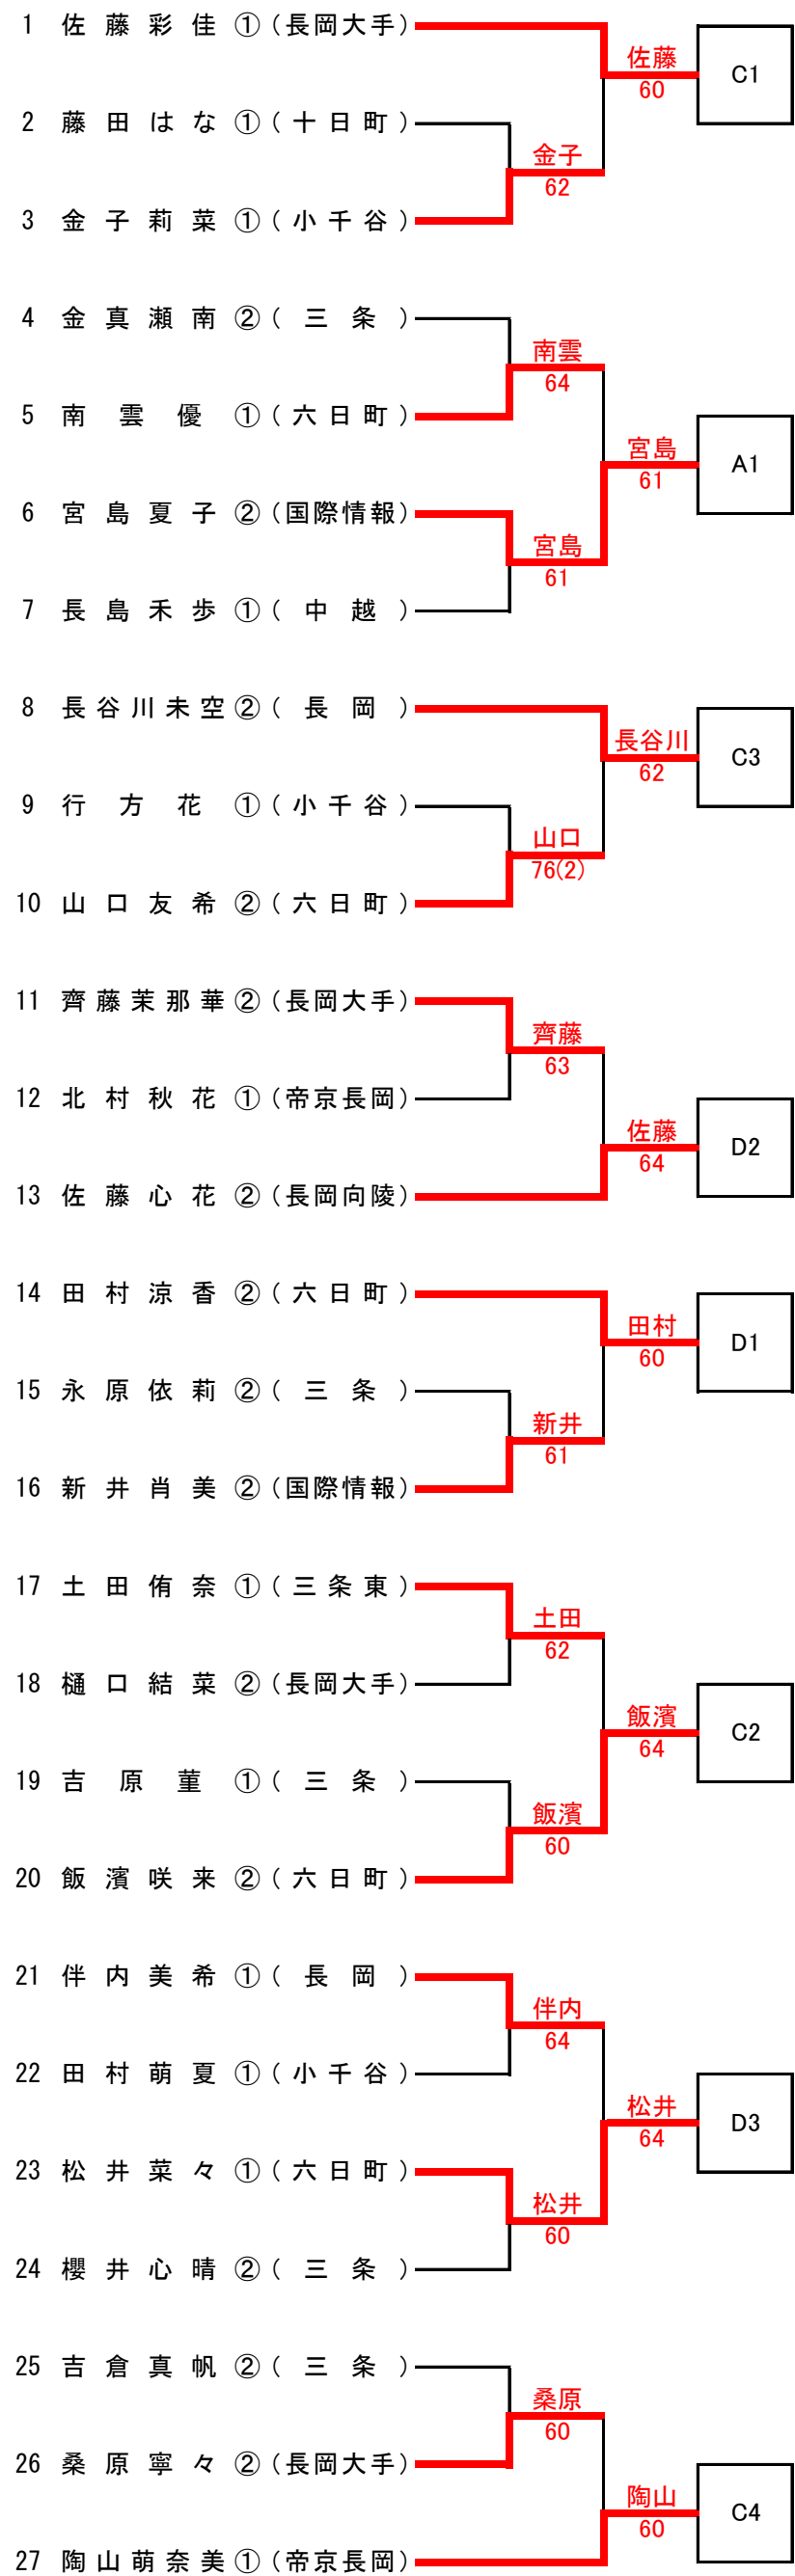 1 佐藤彩佳 ① (長岡大手)
佐藤
60
C1
2 藤田はな ① (十日町)
金子
62
3 金子莉菜 ① (小千谷)
4 金真瀬南 ② (三条)
南雲
64
5 南雲優 ① (六日町)
宮島
61
A1
6 宮島夏子 ② (国際情報)
宮島
61
7 長島禾歩 ① (中越)
8 長谷川未空 ② (長岡)
長谷川
62
C3
9 行方花 ① (小千谷)
山口
76(2)
10 山口友希 ② (六日町)
11 齊藤茉那華 ② (長岡大手)
齊藤
63
12 北村秋花 ① (帝京長岡)
佐藤
64
D2
13 佐藤心花 ② (長岡向陵)
14 田村涼香 ② (六日町)
田村
60
D1
15 永原依莉 ② (三条)
新井
61
16 新井肖美 ② (国際情報)
17 土田侑奈 ① (三条東)
土田
62
18 樋口結菜 ② (長岡大手)
飯濱
64
C2
19 吉原菫 ① (三条)
飯濱
60
20 飯濱咲来 ② (六日町)
21 伴内美希 ① (長岡)
伴内
64
22 田村萌夏 ① (小千谷)
松井
64
D3
23 松井菜々 ① (六日町)
松井
60
24 櫻井心晴 ② (三条)
25 吉倉真帆 ② (三条)
桑原
60
26 桑原寧々 ② (長岡大手)
陶山
60
C4
27 陶山萌奈美 ① (帝京長岡)